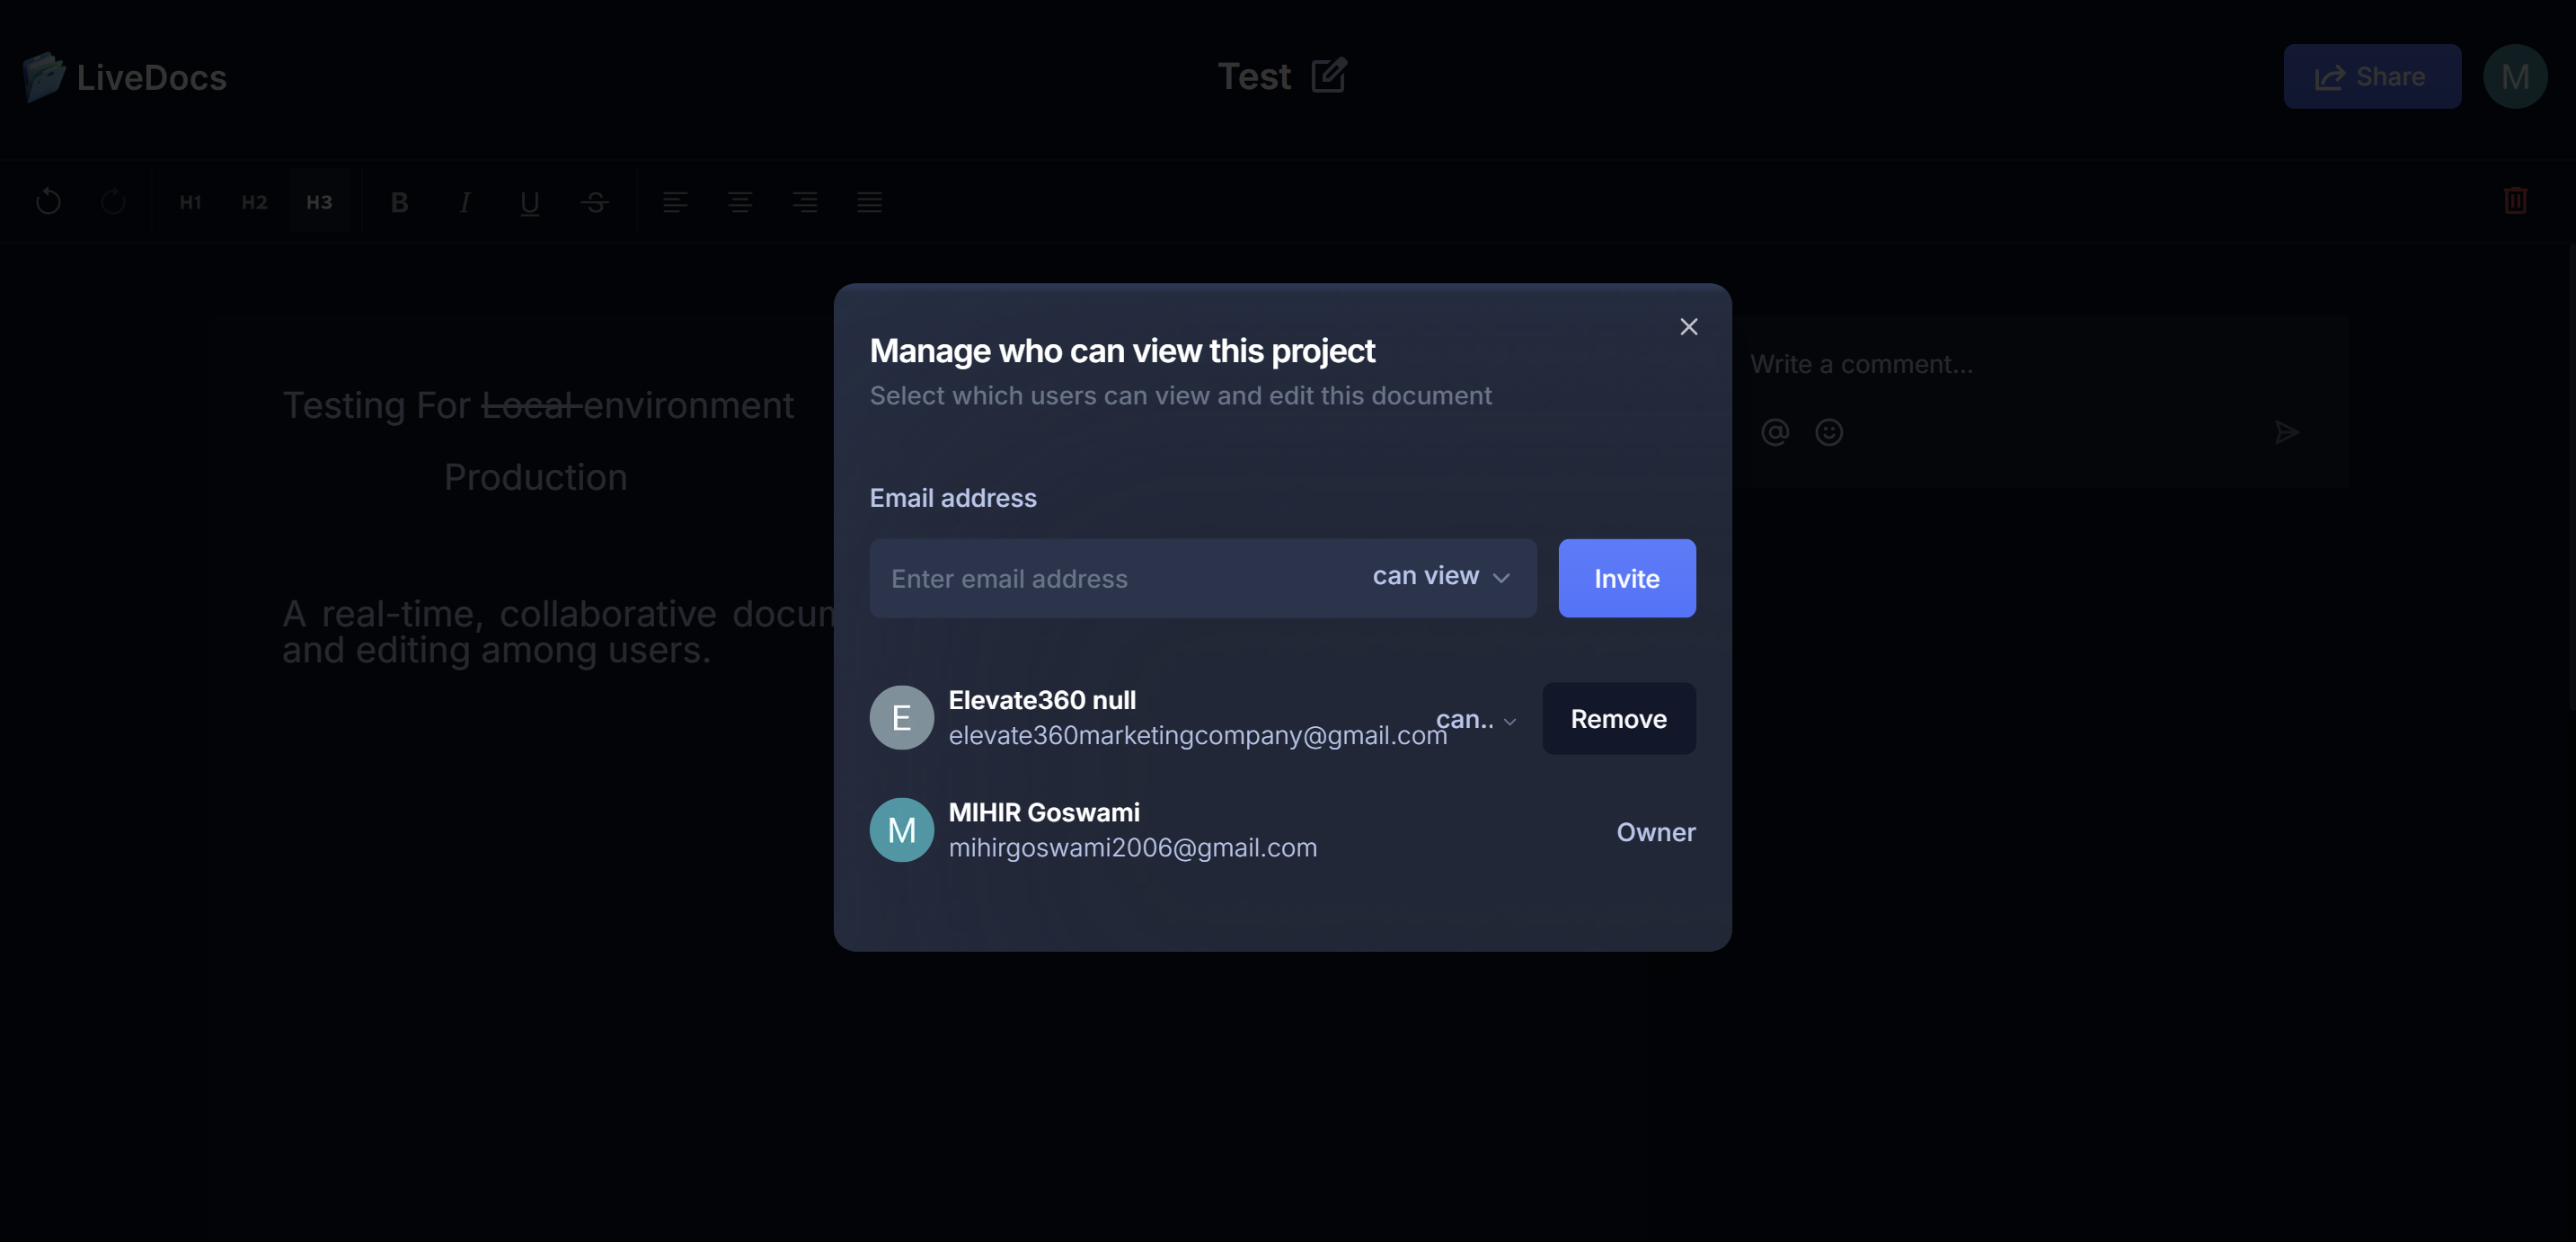 LiveDocs
Test
Share
M
H1 H2 H3 B I U S
Testing For Local environment
Production
A real-time, collaborative docum
and editing among users.
Manage who can view this project
Select which users can view and edit this document
Email address
Enter email address
can view
Invite
E
Elevate360 null
elevate360marketingcompany@gmail.com
can..
Remove
M
MIHIR Goswami
mihirgoswami2006@gmail.com
Owner
Write a comment...
@